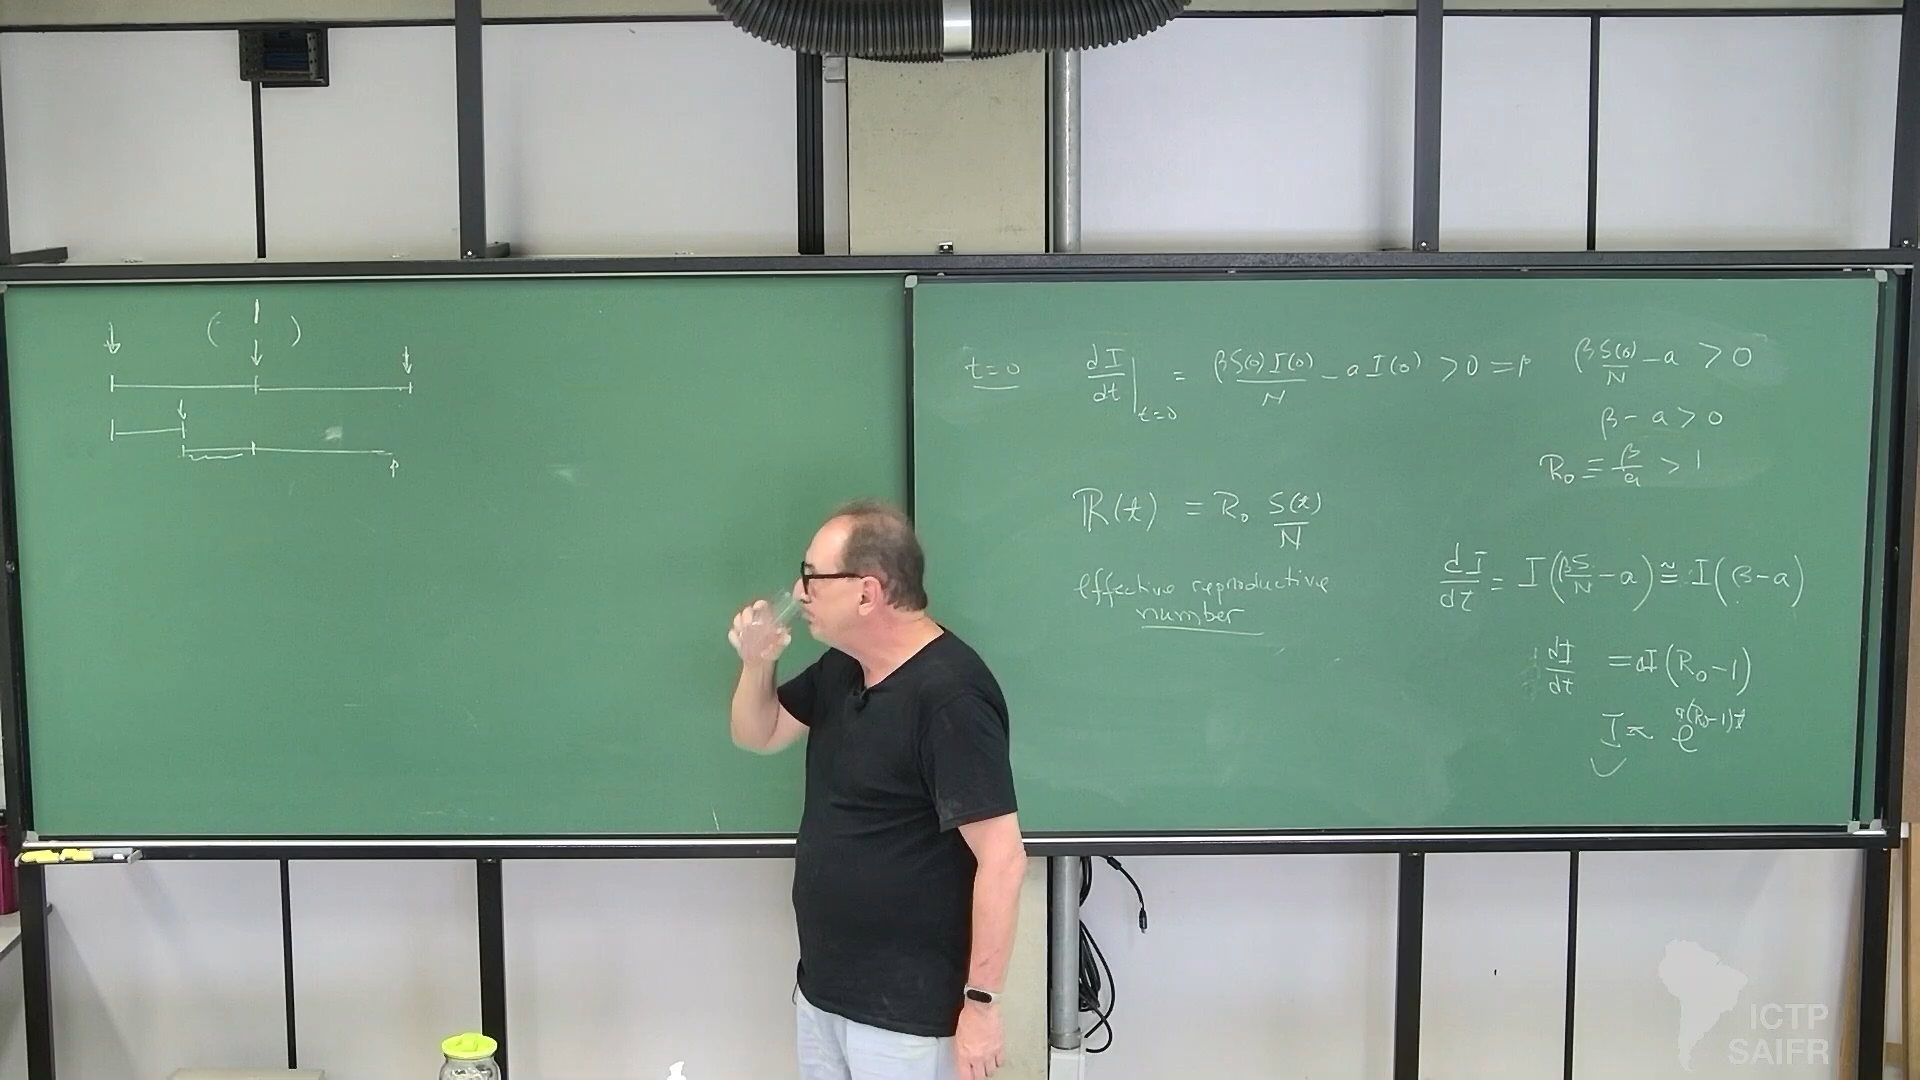 ( )
t=0 dI/dt|t=0 = βS(0)I(0)/N - aI(0) > 0 ⇒ βS(0)/N - a > 0
β - a > 0
R₀ ≡ β/a > 1
R(t) = R₀ S(t)/N
effective reproductive
number
dI/dt = I(βS/N - a) ≅ I(β - a)
dI/dt = aI(R₀ - 1)
I ∝ e^{a(R₀-1)t}
ICTP
SAIFR